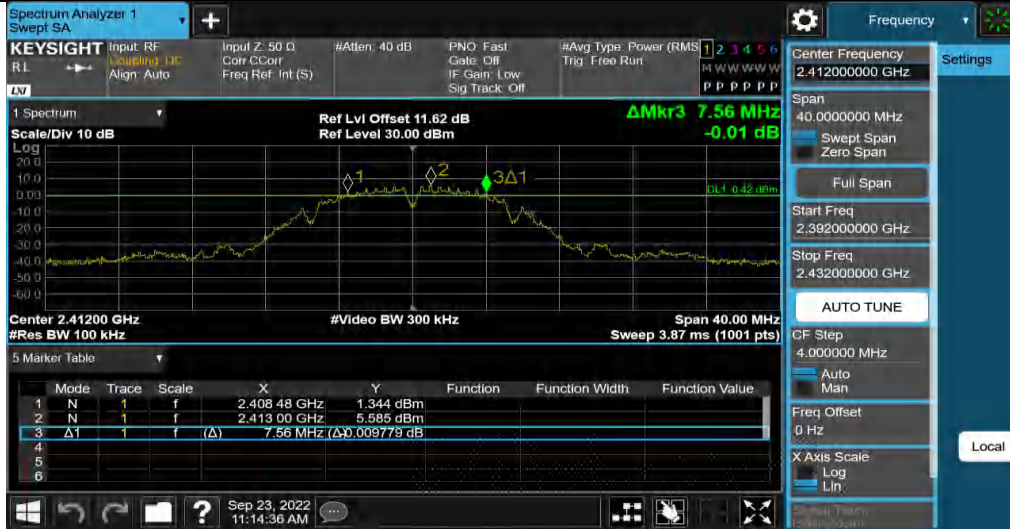 Spectrum Analyzer 1
Swept SA
Frequency
KEYSIGHT
RL
LXI
Input: RF
Coupling: DC
Align: Auto
Input Z: 50 Ω
Corr CCorr
Freq Ref: Int (S)
#Atten: 40 dB
PNO: Fast
Gate: Off
IF Gain: Low
Sig Track: Off
#Avg Type: Power (RMS
Trig: Free Run
1 2 3 4 5 6
M W W W W W
P P P P P P
1 Spectrum
Scale/Div 10 dB
Ref Lvl Offset 11.62 dB
Ref Level 30.00 dBm
ΔMkr3 7.56 MHz
-0.01 dB
Log
20.0
10.0
0.00
-10.0
-20.0
-30.0
-40.0
-50.0
-60.0
1
2
3Δ1
DL1 0.42 dBm
Center 2.41200 GHz
#Res BW 100 kHz
#Video BW 300 kHz
Span 40.00 MHz
Sweep 3.87 ms (1001 pts)
5 Marker Table
Mode Trace Scale X Y Function Function Width Function Value
1 N 1 f 2.408 48 GHz 1.344 dBm
2 N 1 f 2.413 00 GHz 5.585 dBm
3 Δ1 1 f (Δ) 7.56 MHz (Δ) -0.009779 dB
4
5
6
Sep 23, 2022
11:14:36 AM
Center Frequency
2.412000000 GHz
Settings
Span
40.0000000 MHz
Swept Span
Zero Span
Full Span
Start Freq
2.392000000 GHz
Stop Freq
2.432000000 GHz
AUTO TUNE
CF Step
4.000000 MHz
Auto
Man
Freq Offset
0 Hz
X Axis Scale
Log
Lin
Local